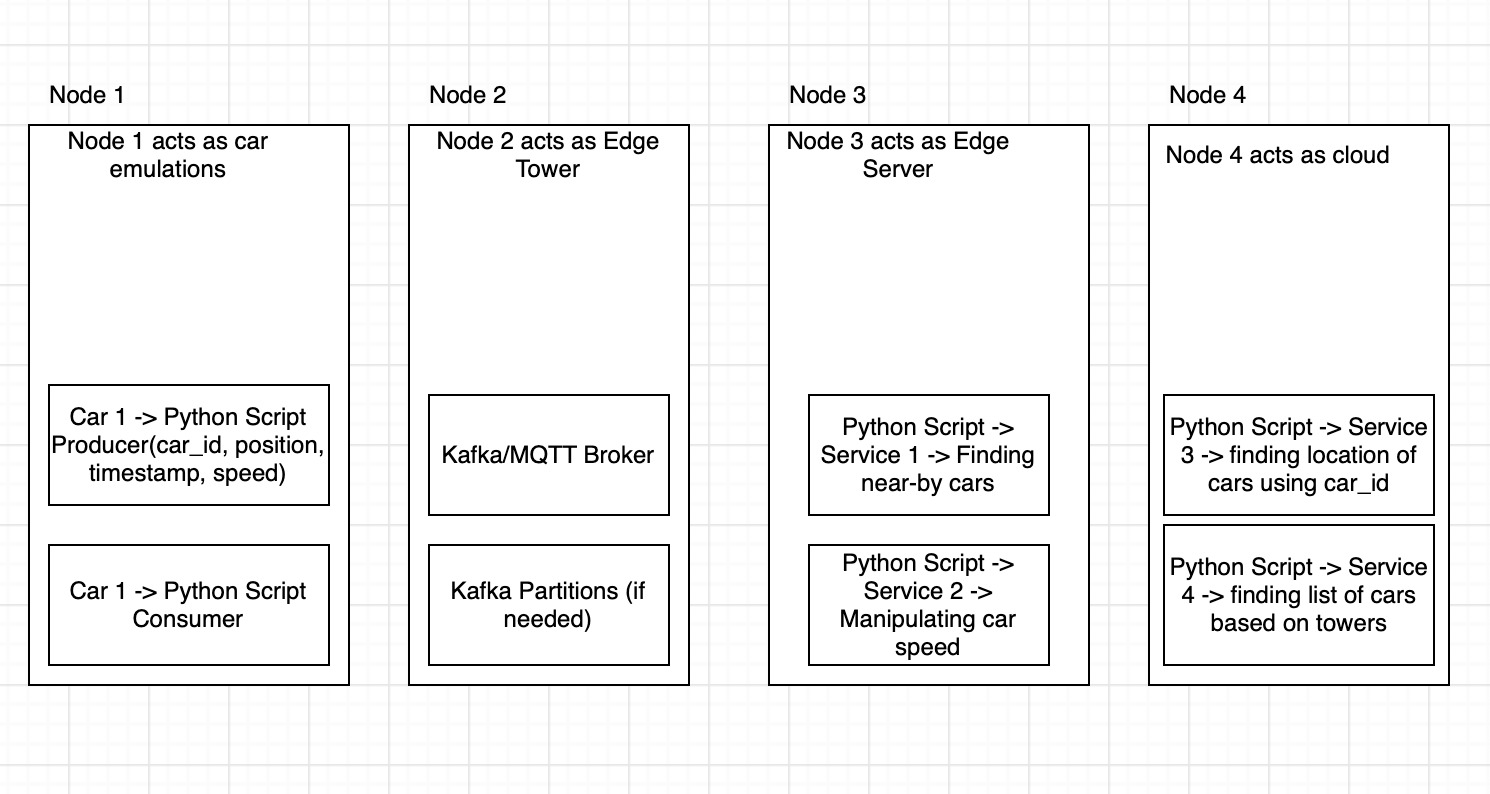 Node 1
Node 1 acts as car
emulations
Car 1 -> Python Script
Producer(car_id, position,
timestamp, speed)
Car 1 -> Python Script
Consumer
Node 2
Node 2 acts as Edge
Tower
Kafka/MQTT Broker
Kafka Partitions (if
needed)
Node 3
Node 3 acts as Edge
Server
Python Script ->
Service 1 -> Finding
near-by cars
Python Script ->
Service 2 ->
Manipulating car
speed
Node 4
Node 4 acts as cloud
Python Script -> Service
3 -> finding location of
cars using car_id
Python Script -> Service
4 -> finding list of cars
based on towers